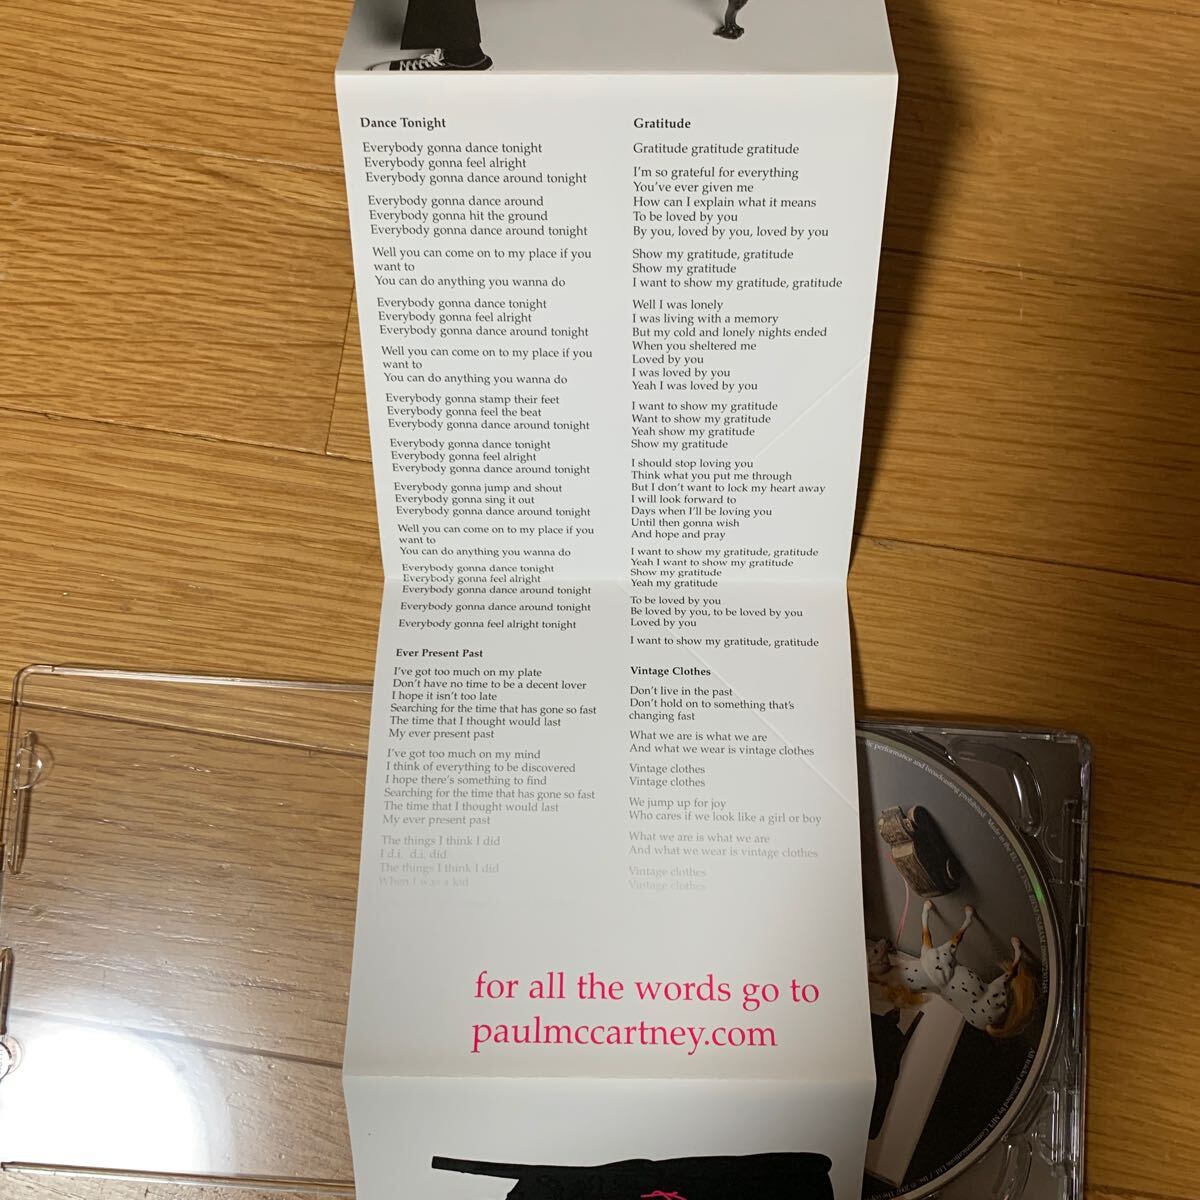 Dance Tonight
Everybody gonna dance tonight
Everybody gonna feel alright
Everybody gonna dance around tonight
Everybody gonna dance around
Everybody gonna hit the ground
Everybody gonna dance around tonight
Well you can come on to my place if you
want to
You can do anything you wanna do
Everybody gonna dance tonight
Everybody gonna feel alright
Everybody gonna dance around tonight
Well you can come on to my place if you
want to
You can do anything you wanna do
Everybody gonna stamp their feet
Everybody gonna feel the beat
Everybody gonna dance around tonight
Everybody gonna dance tonight
Everybody gonna feel alright
Everybody gonna dance around tonight
Everybody gonna jump and shout
Everybody gonna sing it out
Everybody gonna dance around tonight
Well you can come on to my place if you
want to
You can do anything you wanna do
Everybody gonna dance tonight
Everybody gonna feel alright
Everybody gonna dance around tonight
Everybody gonna dance around tonight
Everybody gonna feel alright tonight
Ever Present Past
I've got too much on my plate
Don't have no time to be a decent lover
I hope it isn't too late
Searching for the time that has gone so fast
The time that I thought would last
My ever present past
I've got too much on my mind
I think of everything to be discovered
I hope there's something to find
Searching for the time that has gone so fast
The time that I thought would last
My ever present past
The things I think I did
I d.i. d.i. did
The things I think I did
When I was a kid
Gratitude
Gratitude gratitude gratitude
I'm so grateful for everything
You've ever given me
How can I explain what it means
To be loved by you
By you, loved by you, loved by you
Show my gratitude, gratitude
Show my gratitude
I want to show my gratitude, gratitude
Well I was lonely
I was living with a memory
But my cold and lonely nights ended
When you sheltered me
Loved by you
I was loved by you
Yeah I was loved by you
I want to show my gratitude
Want to show my gratitude
Yeah show my gratitude
Show my gratitude
I should stop loving you
Think what you put me through
But I don't want to lock my heart away
I will look forward to
Days when I'll be loving you
Until then gonna wish
And hope and pray
I want to show my gratitude, gratitude
Yeah I want to show my gratitude
Show my gratitude
Yeah my gratitude
To be loved by you
Be loved by you, to be loved by you
Loved by you
I want to show my gratitude, gratitude
Vintage Clothes
Don't live in the past
Don't hold on to something that's
changing fast
What we are is what we are
And what we wear is vintage clothes
Vintage clothes
Vintage clothes
We jump up for joy
Who cares if we look like a girl or boy
What we are is what we are
And what we wear is vintage clothes
Vintage clothes
Vintage clothes
for all the words go to
paulmccartney.com
performance and broadcasting prohibited. Made in the EU.
All tracks published by MPL Communications Ltd.